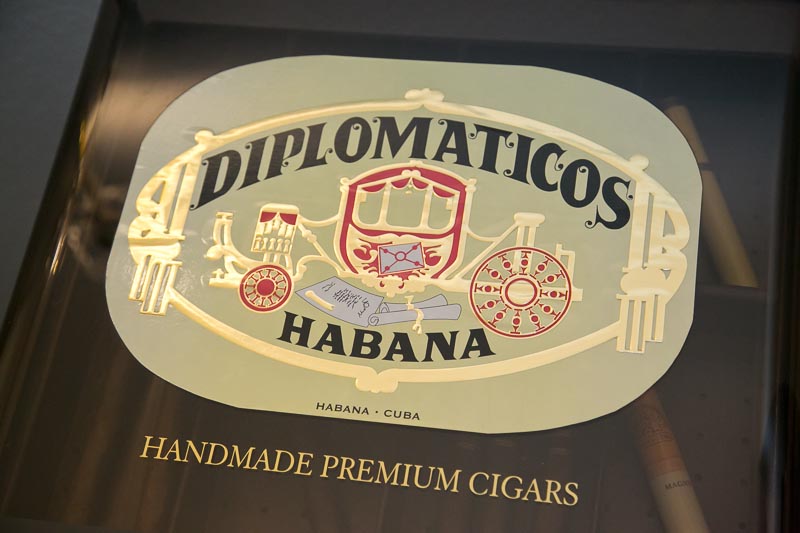 DIPLOMATICOS
HABANA
HABANA · CUBA
HANDMADE PREMIUM CIGARS